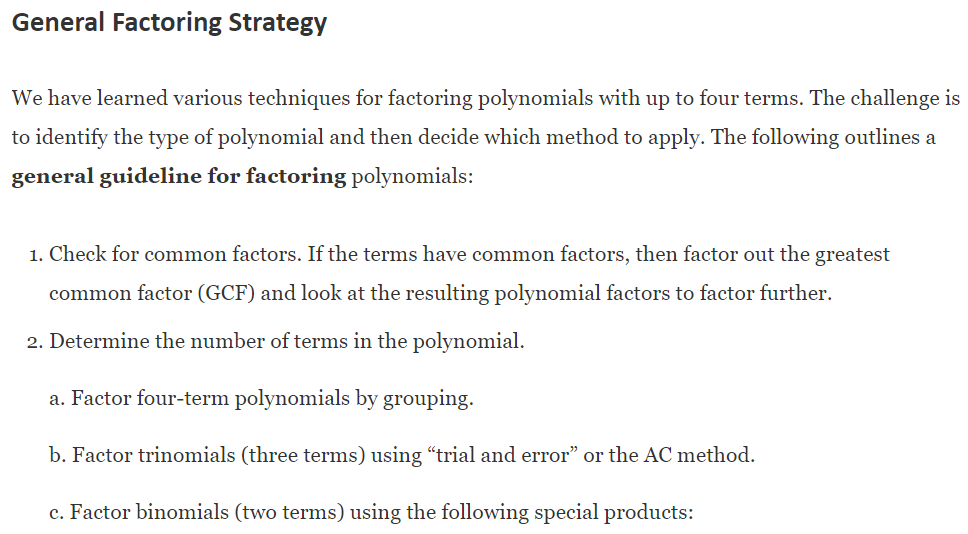 General Factoring Strategy
We have learned various techniques for factoring polynomials with up to four terms. The challenge is
to identify the type of polynomial and then decide which method to apply. The following outlines a
general guideline for factoring polynomials:
1. Check for common factors. If the terms have common factors, then factor out the greatest
common factor (GCF) and look at the resulting polynomial factors to factor further.
2. Determine the number of terms in the polynomial.
a. Factor four-term polynomials by grouping.
b. Factor trinomials (three terms) using “trial and error” or the AC method.
c. Factor binomials (two terms) using the following special products: